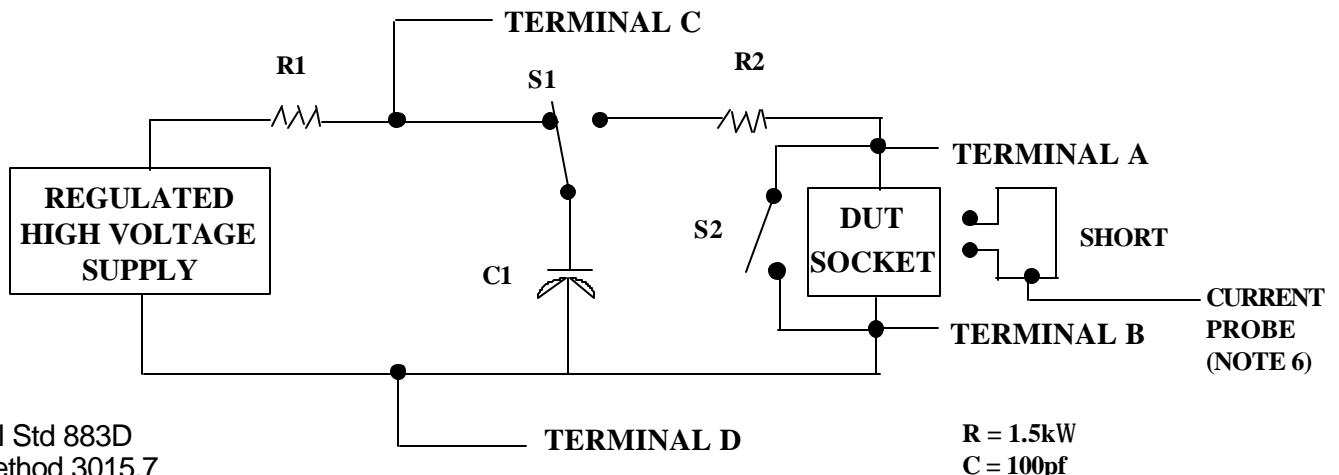 TERMINAL C
R1
S1
R2
TERMINAL A
REGULATED
HIGH VOLTAGE
SUPPLY
S2
DUT
SOCKET
SHORT
C1
CURRENT
PROBE
(NOTE 6)
TERMINAL B
TERMINAL D
Std 883D
ethod 3015.7
R = 1.5kW
C = 100pf